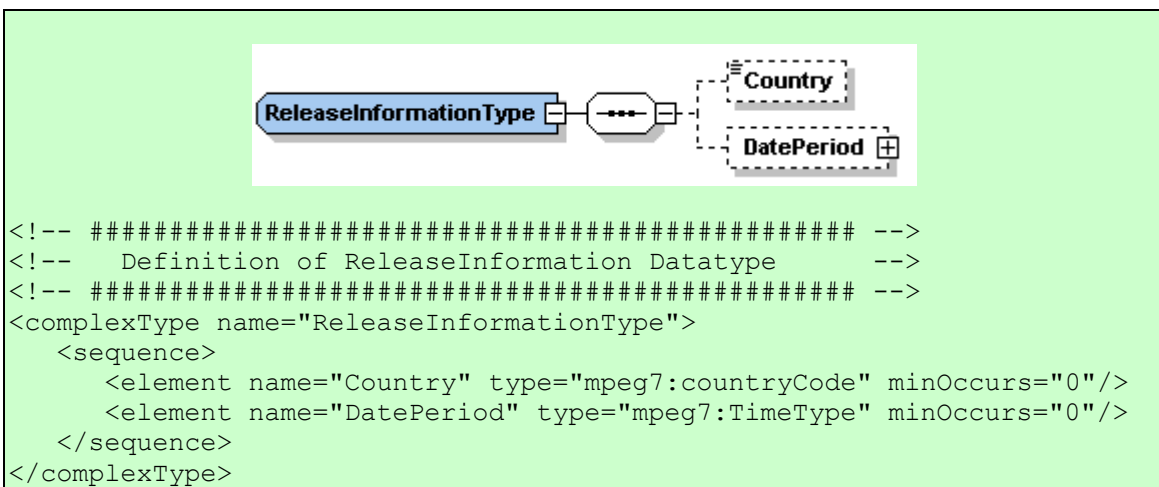 Country
ReleaseInformationType
DatePeriod
<!-- ################################################ -->
<!--   Definition of ReleaseInformation Datatype      -->
<!-- ################################################ -->
<complexType name="ReleaseInformationType">
   <sequence>
      <element name="Country" type="mpeg7:countryCode" minOccurs="0"/>
      <element name="DatePeriod" type="mpeg7:TimeType" minOccurs="0"/>
   </sequence>
</complexType>